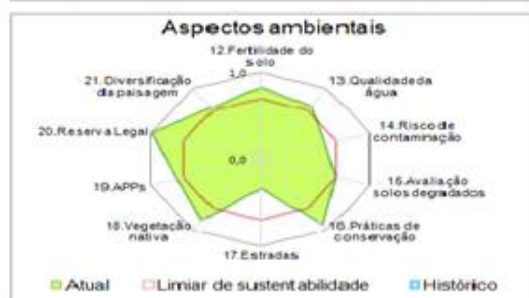 Aspectos ambientais
12.Fertilidade do
solo
1,0
21.Diversificação
da paisagem
13.Qualidade da
água
20.Reserva Legal
14.Risco de
contaminação
0,0
19.APPs
15.Avaliação
solos degradados
18.Vegetação
nativa
16.Práticas de
conservação
17.Estradas
Atual
Limiar de sustentabilidade
Histórico